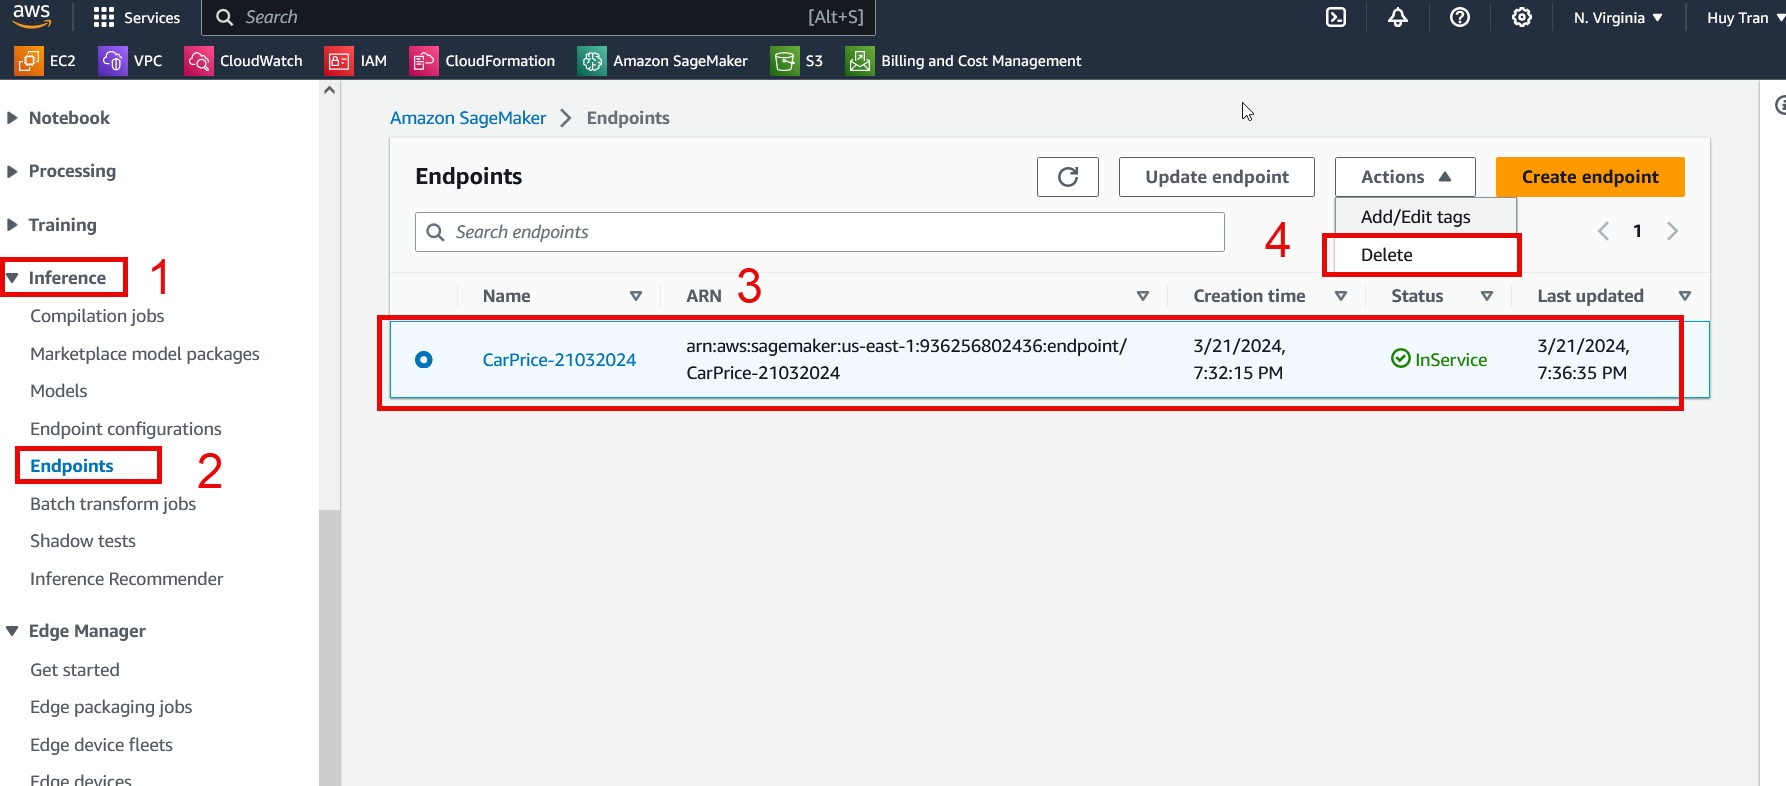 aws
Services
Search
[Alt+S]
N. Virginia
Huy Tran
EC2
VPC
CloudWatch
IAM
CloudFormation
Amazon SageMaker
S3
Billing and Cost Management
Notebook
Processing
Training
Inference
1
Compilation jobs
Marketplace model packages
Models
Endpoint configurations
Endpoints
2
Batch transform jobs
Shadow tests
Inference Recommender
Edge Manager
Get started
Edge packaging jobs
Edge device fleets
Edge devices
Amazon SageMaker
Endpoints
Endpoints
Update endpoint
Actions
Create endpoint
Search endpoints
4
Add/Edit tags
Delete
1
3
Name
ARN
Creation time
Status
Last updated
CarPrice-21032024
arn:aws:sagemaker:us-east-1:936256802436:endpoint/
CarPrice-21032024
3/21/2024,
7:32:15 PM
InService
3/21/2024,
7:36:35 PM